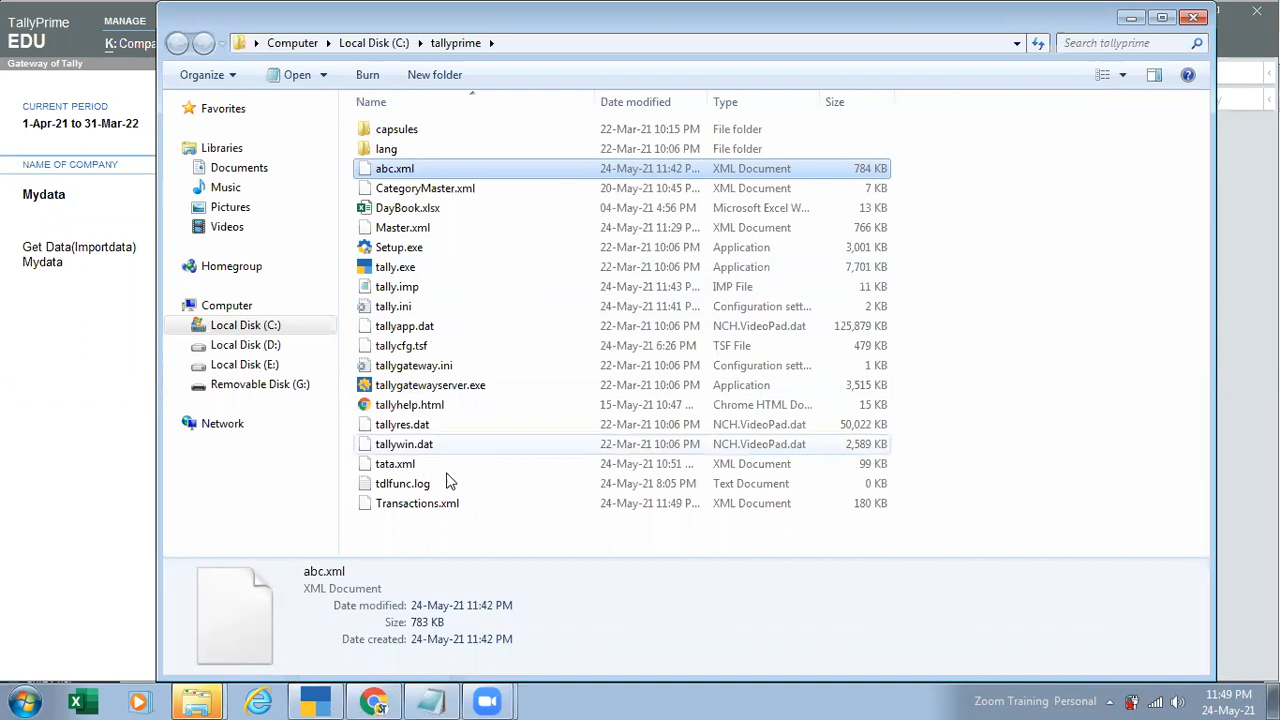 TallyPrime
MANAGE
EDU
K: Compa
Gateway of Tally
CURRENT PERIOD
1-Apr-21 to 31-Mar-22
NAME OF COMPANY
Mydata
Get Data(Importdata)
Mydata
Computer
Local Disk (C:)
tallyprime
Search tallyprime
Organize
Open
Burn
New folder
Favorites
Libraries
Documents
Music
Pictures
Videos
Homegroup
Computer
Local Disk (C:)
Local Disk (D:)
Local Disk (E:)
Removable Disk (G:)
Network
Name Date modified Type Size
capsules 22-Mar-21 10:15 PM File folder
lang 22-Mar-21 10:06 PM File folder
abc.xml 24-May-21 11:42 P... XML Document 784 KB
CategoryMaster.xml 20-May-21 10:45 P... XML Document 7 KB
DayBook.xlsx 04-May-21 4:56 PM Microsoft Excel W... 13 KB
Master.xml 24-May-21 11:29 P... XML Document 766 KB
Setup.exe 22-Mar-21 10:06 PM Application 3,001 KB
tally.exe 22-Mar-21 10:06 PM Application 7,701 KB
tally.imp 24-May-21 11:43 P... IMP File 11 KB
tally.ini 24-May-21 11:41 P... Configuration sett... 2 KB
tallyapp.dat 22-Mar-21 10:06 PM NCH.VideoPad.dat 125,879 KB
tallycfg.tsf 24-May-21 6:26 PM TSF File 479 KB
tallygateway.ini 22-Mar-21 10:06 PM Configuration sett... 1 KB
tallygatewayserver.exe 22-Mar-21 10:06 PM Application 3,515 KB
tallyhelp.html 15-May-21 10:47 ... Chrome HTML Do... 15 KB
tallyres.dat 22-Mar-21 10:06 PM NCH.VideoPad.dat 50,022 KB
tallywin.dat 22-Mar-21 10:06 PM NCH.VideoPad.dat 2,589 KB
tata.xml 24-May-21 10:51 ... XML Document 99 KB
tdlfunc.log 24-May-21 8:05 PM Text Document 0 KB
Transactions.xml 24-May-21 11:49 P... XML Document 180 KB
abc.xml
XML Document
Date modified: 24-May-21 11:42 PM
Size: 783 KB
Date created: 24-May-21 11:42 PM
Zoom Training Personal
11:49 PM
24-May-21